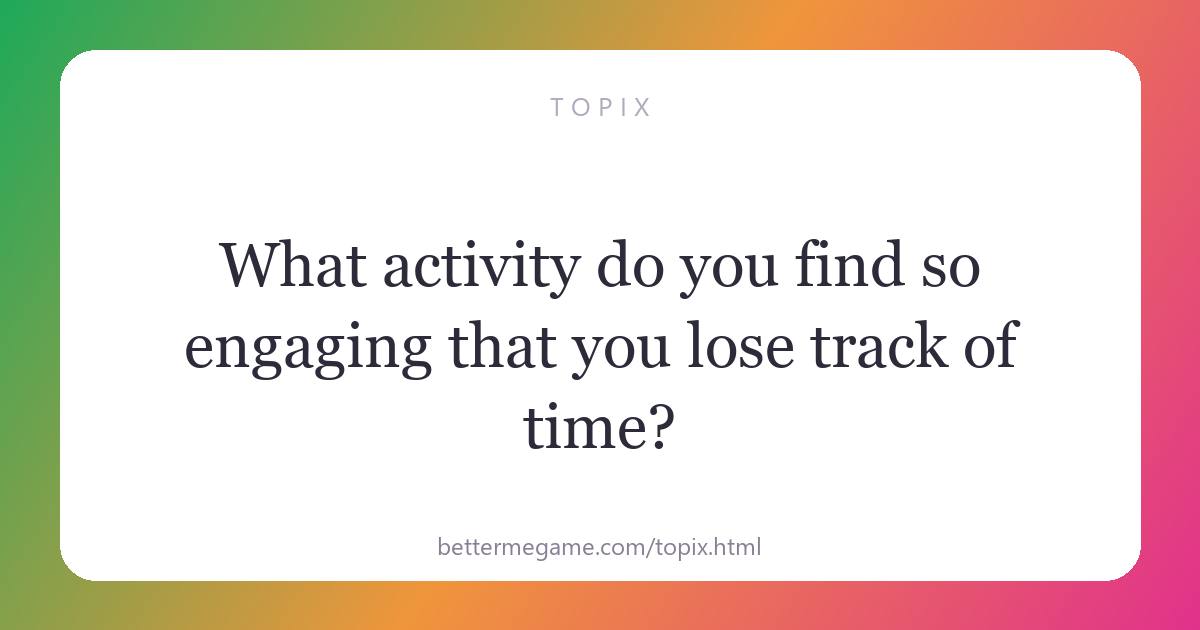 TOPIX
What activity do you find so
engaging that you lose track of
time?
bettermegame.com/topix.html